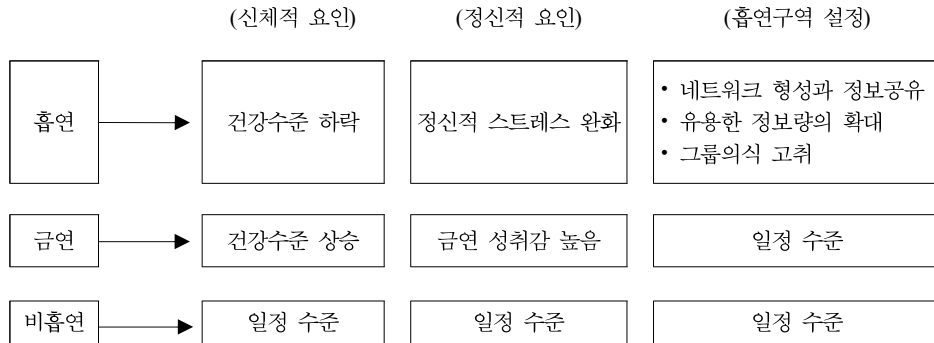 (신체적 요인) (정신적 요인) (흡연구역 설정)
흡연 건강수준 하락 정신적 스트레스 완화
• 네트워크 형성과 정보공유
• 유용한 정보량의 확대
• 그룹의식 고취
금연 건강수준 상승 금연 성취감 높음 일정 수준
비흡연 일정 수준 일정 수준 일정 수준